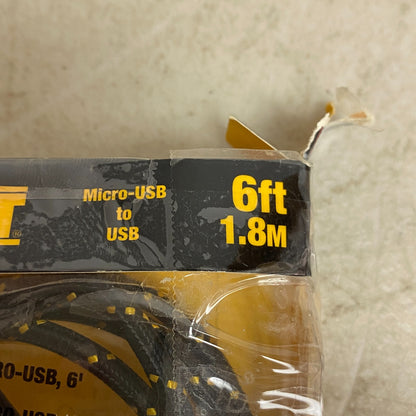 T
Micro-USB
to
USB
6ft
1.8M
RO-USB, 6'